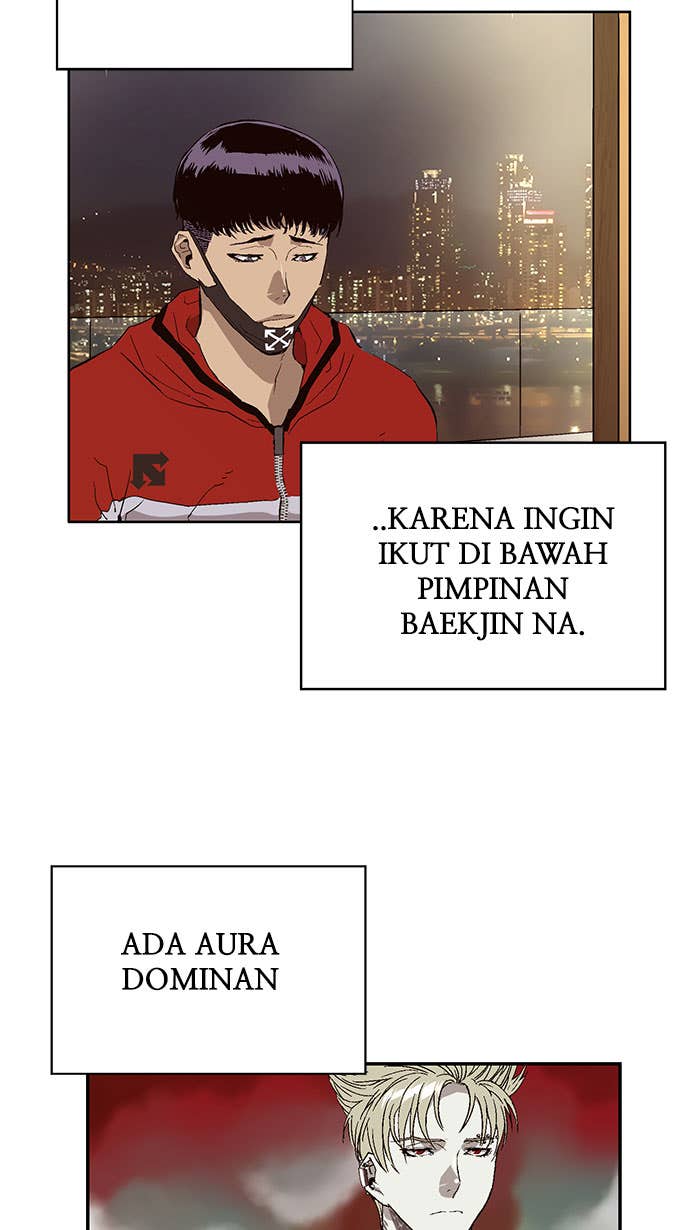 ..KARENA INGIN
IKUT DI BAWAH
PIMPINAN
BAEKJIN NA.
ADA AURA
DOMINAN